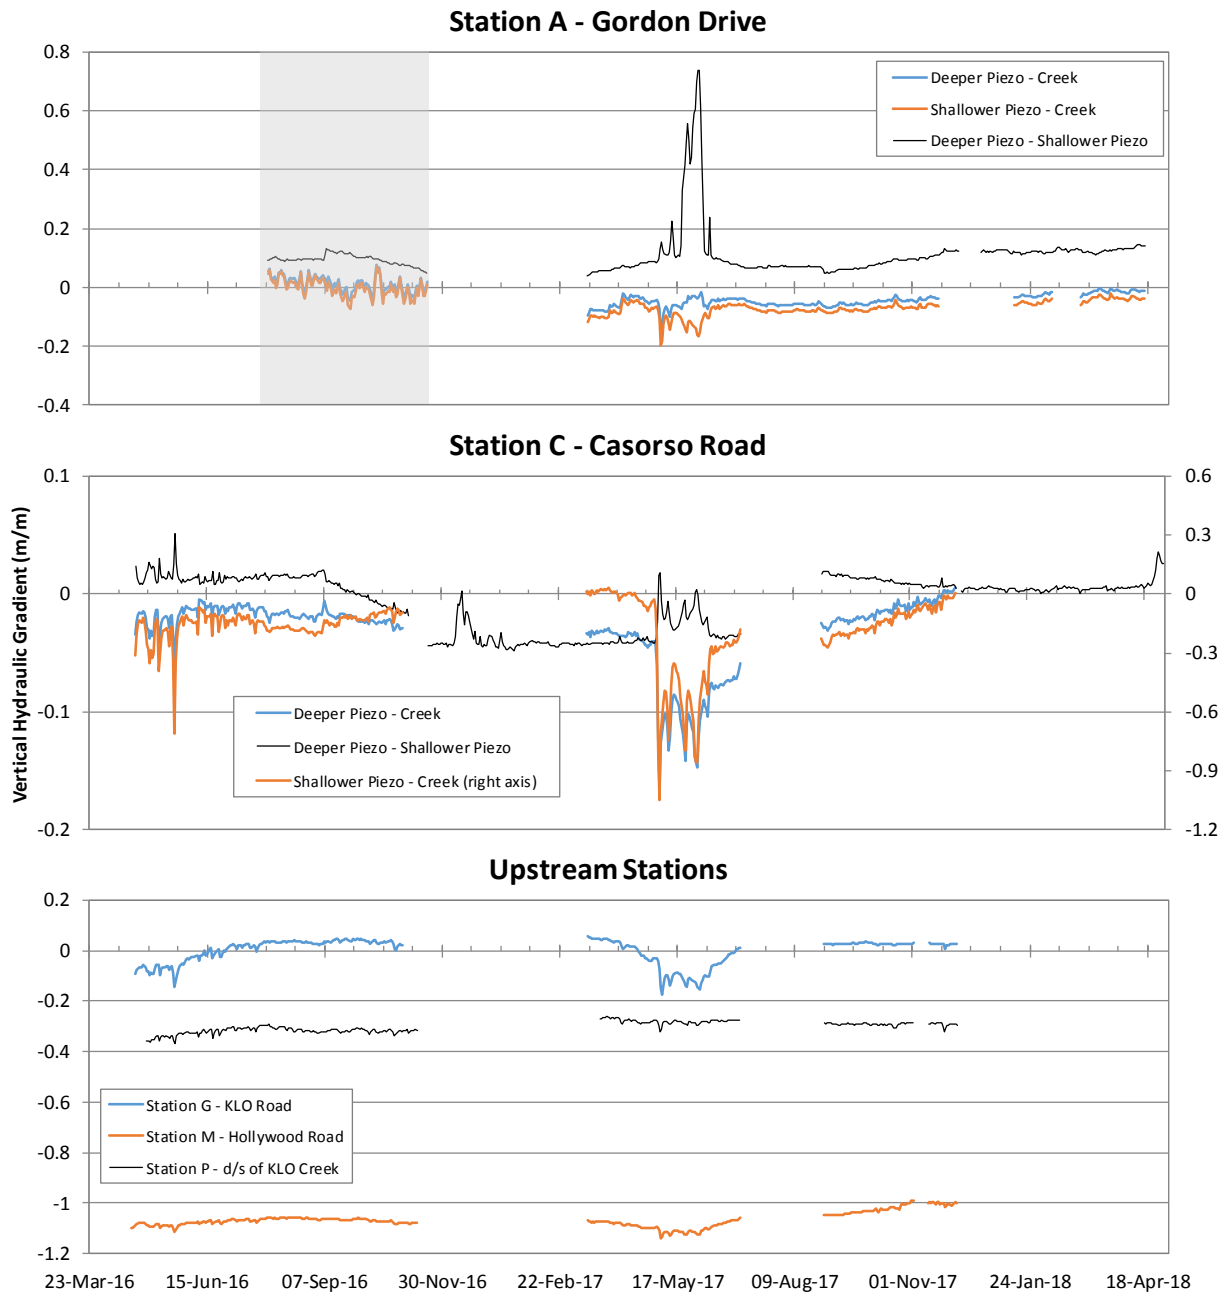 Station A - Gordon Drive
0.8
0.6
0.4
0.2
0
-0.2
-0.4
Deeper Piezo - Creek
Shallower Piezo - Creek
Deeper Piezo - Shallower Piezo
Station C - Casorso Road
Vertical Hydraulic Gradient (m/m)
0.1
0.05
0
-0.05
-0.1
-0.15
-0.2
0.6
0.3
0
-0.3
-0.6
-0.9
-1.2
Deeper Piezo - Creek
Deeper Piezo - Shallower Piezo
Shallower Piezo - Creek (right axis)
Upstream Stations
0.2
0
-0.2
-0.4
-0.6
-0.8
-1
-1.2
Station G - KLO Road
Station M - Hollywood Road
Station P - d/s of KLO Creek
23-Mar-16 15-Jun-16 07-Sep-16 30-Nov-16 22-Feb-17 17-May-17 09-Aug-17 01-Nov-17 24-Jan-18 18-Apr-18